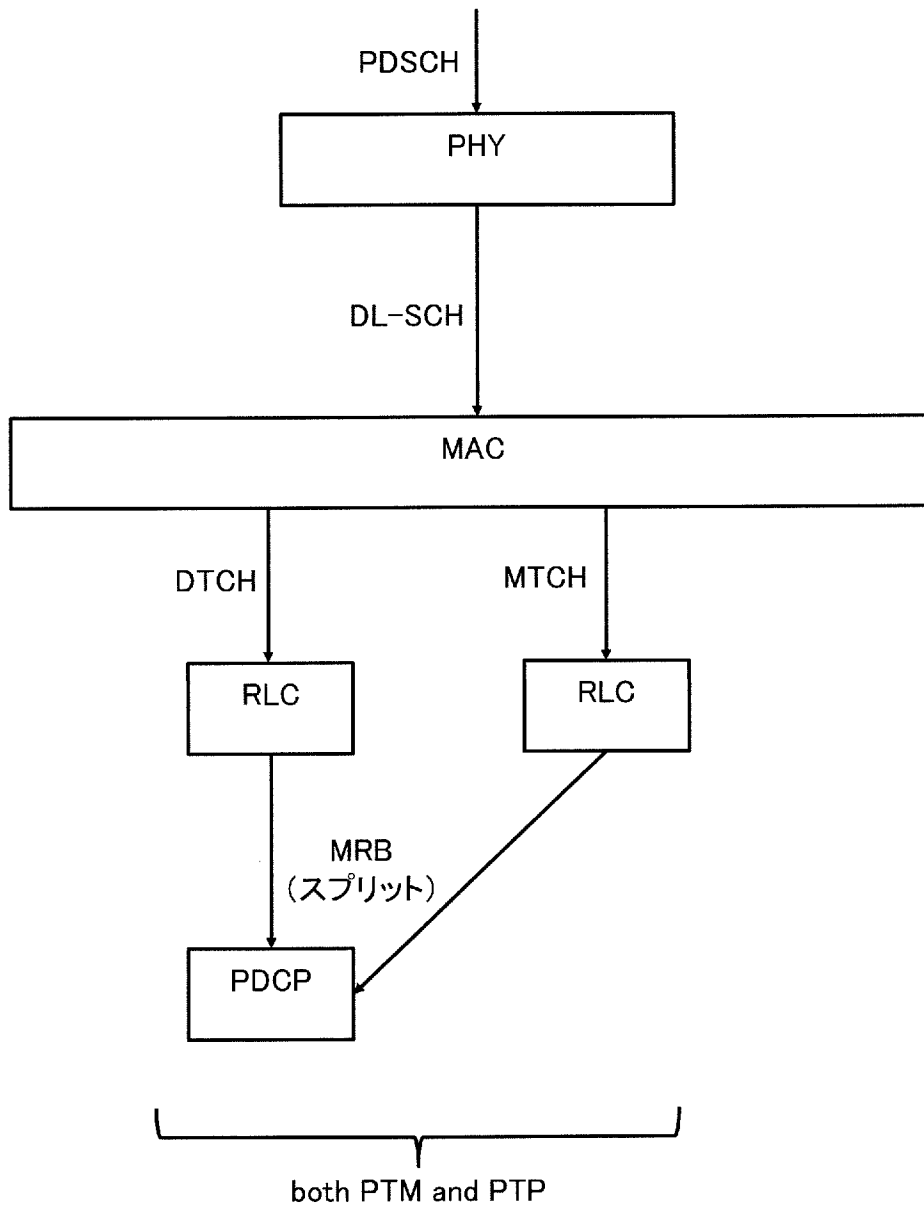 PDSCH
PHY
DL-SCH
MAC
DTCH
MTCH
RLC
RLC
MRB
(スプリット)
PDCP
both PTM and PTP